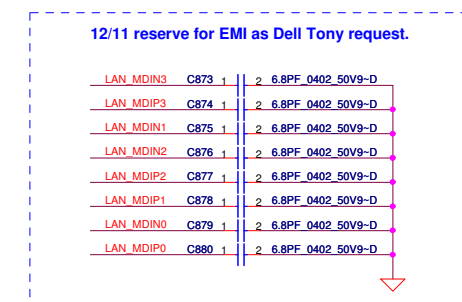 12/11 reserve for EMI as Dell Tony request.
LAN_MDIN3 C873 1 2 6.8PF_0402_50V9~D
LAN_MDIP3 C874 1 2 6.8PF_0402_50V9~D
LAN_MDIN1 C875 1 2 6.8PF_0402_50V9~D
LAN_MDIN2 C876 1 2 6.8PF_0402_50V9~D
LAN_MDIP2 C877 1 2 6.8PF_0402_50V9~D
LAN_MDIP1 C878 1 2 6.8PF_0402_50V9~D
LAN_MDIN0 C879 1 2 6.8PF_0402_50V9~D
LAN_MDIP0 C880 1 2 6.8PF_0402_50V9~D